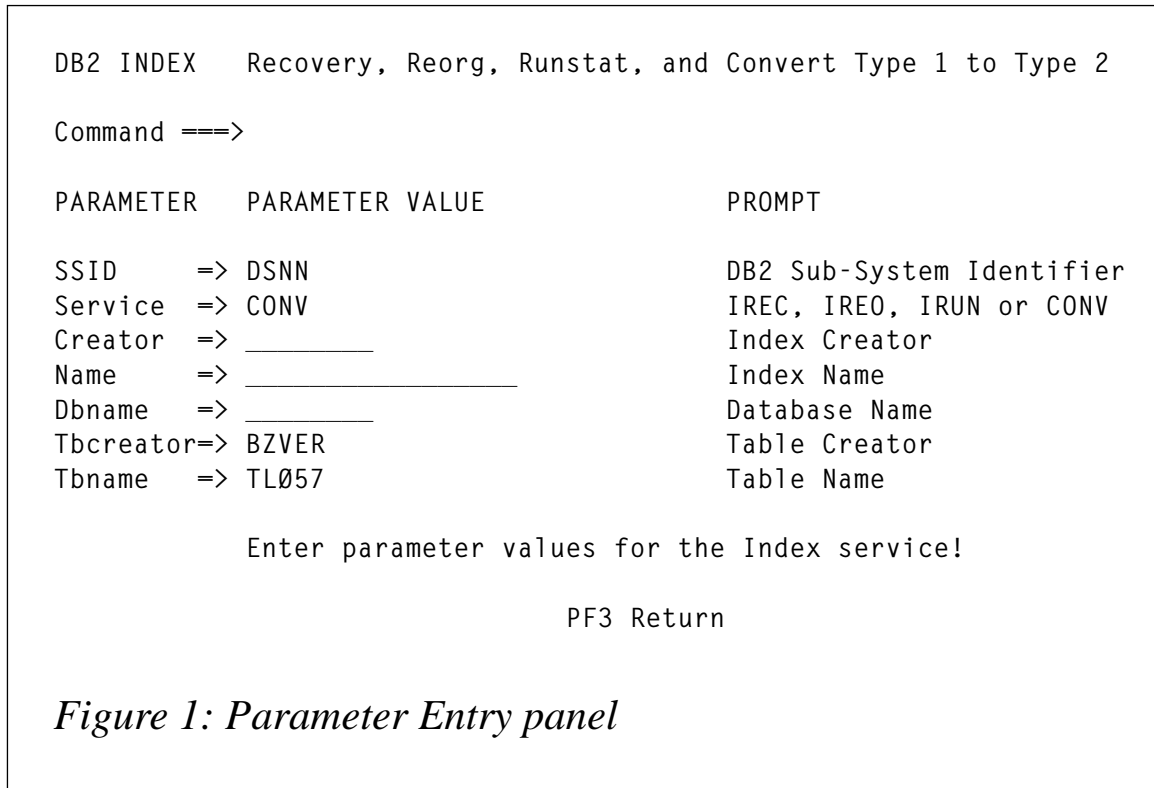 DB2 INDEX   Recovery, Reorg, Runstat, and Convert Type 1 to Type 2
Command ===>
PARAMETER   PARAMETER VALUE               PROMPT
SSID     => DSNN                          DB2 Sub-System Identifier
Service  => CONV                          IREC, IREO, IRUN or CONV
Creator  => ________                      Index Creator
Name     => _________________             Index Name
Dbname   => ________                      Database Name
Tbcreator=> BZVER                         Table Creator
Tbname   => TLØ57                         Table Name
Enter parameter values for the Index service!
PF3 Return
Figure 1: Parameter Entry panel